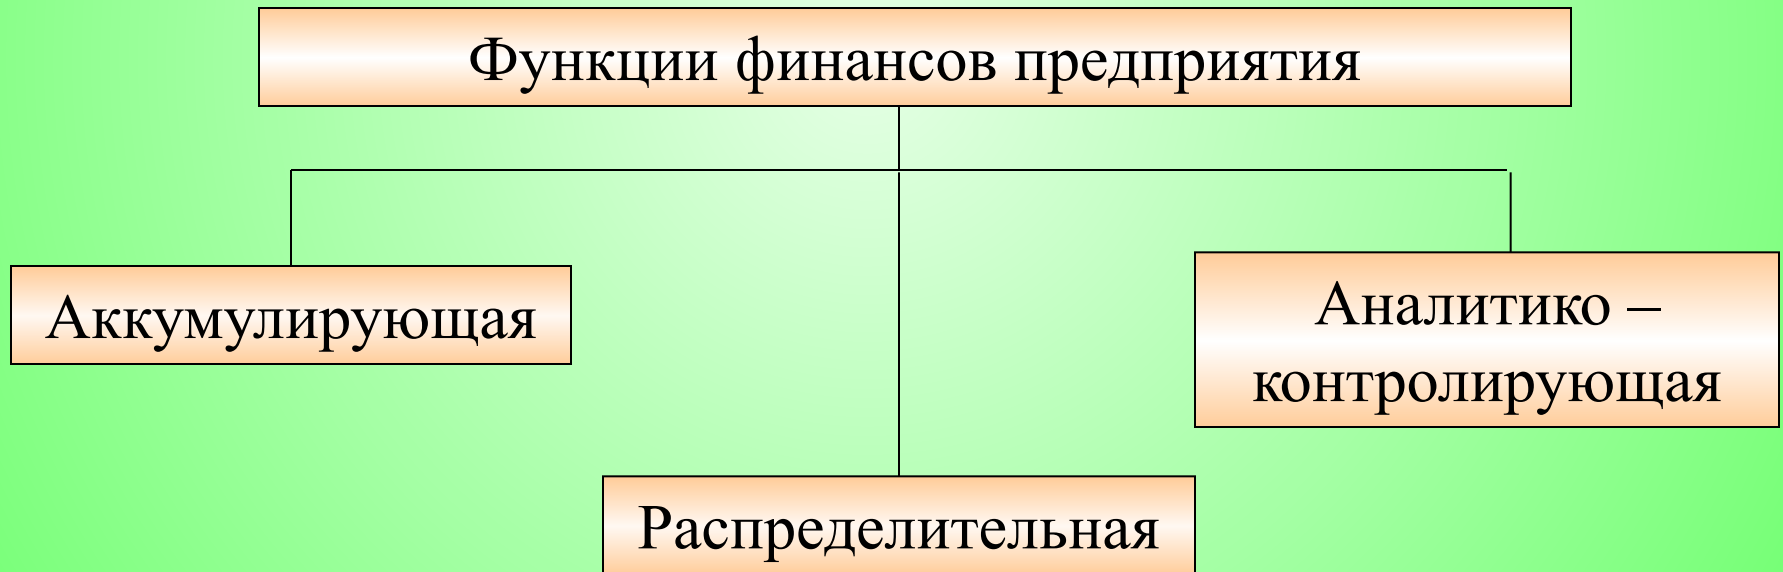 Функции финансов предприятия
Аккумулирующая
Аналитико –
контролирующая
Распределительная